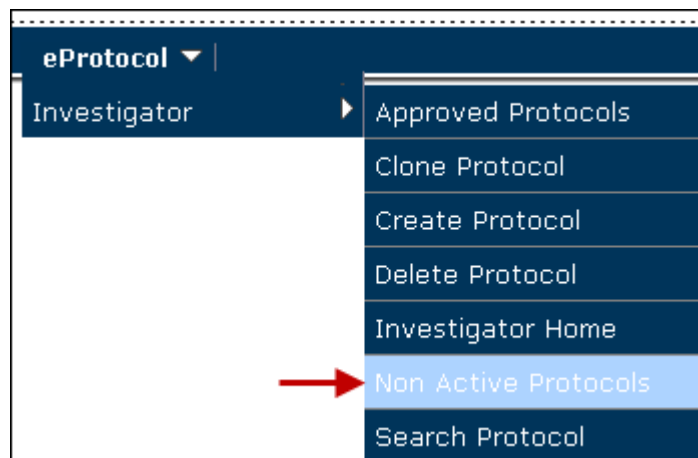 eProtocol
Investigator
Approved Protocols
Clone Protocol
Create Protocol
Delete Protocol
Investigator Home
Non Active Protocols
Search Protocol